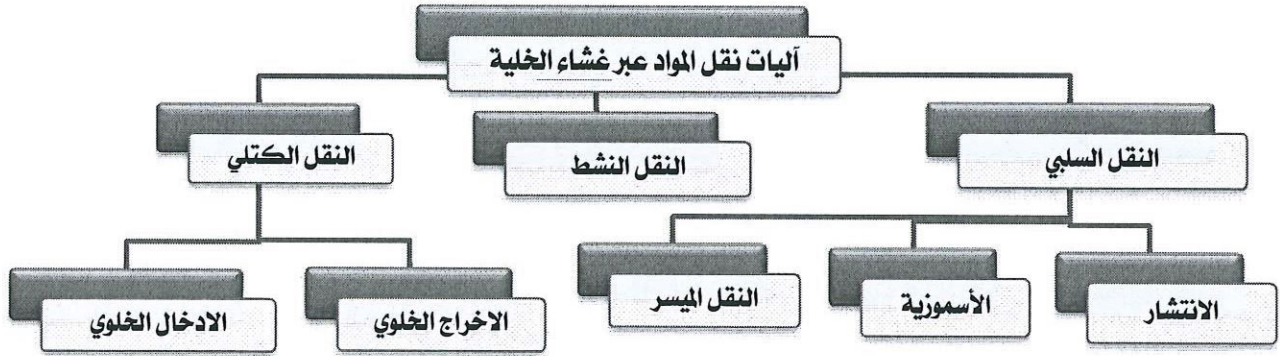 آليات نقل المواد عبر غشاء الخلية
النقل السلبي
النقل النشط
النقل الكتلي
الانتشار
الأسموزية
النقل الميسر
الاخراج الخلوي
الادخال الخلوي